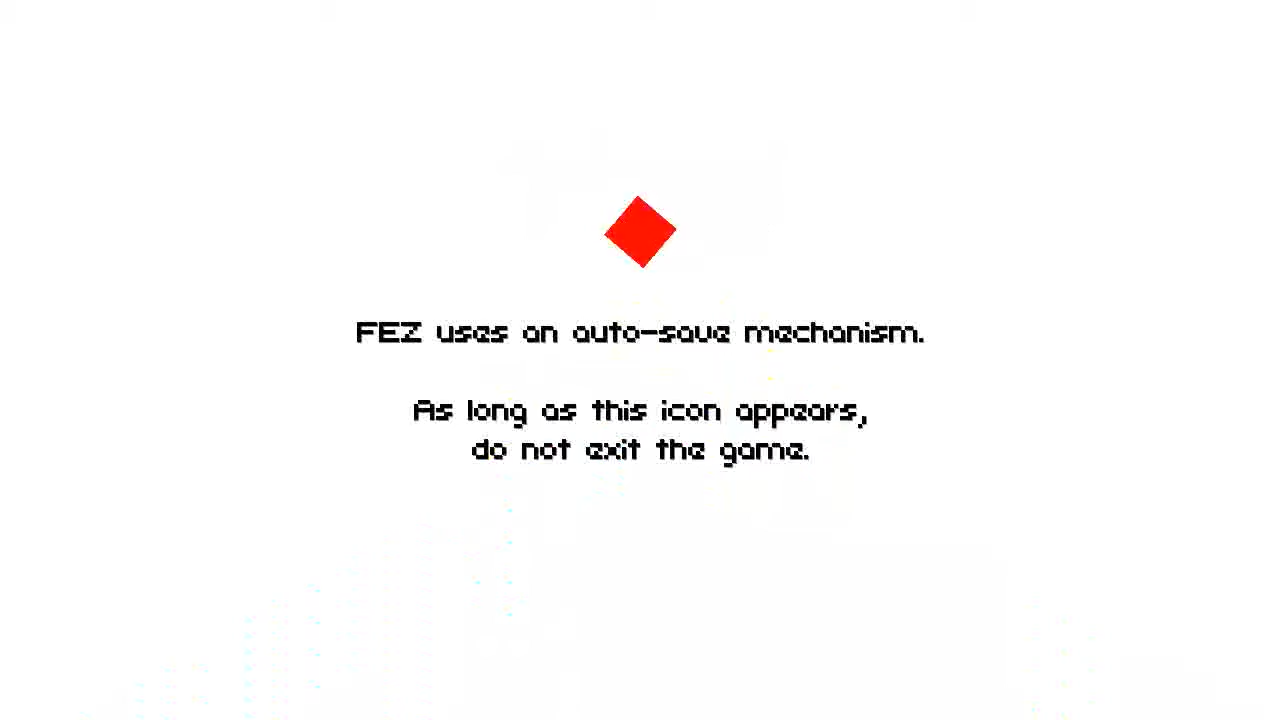 FEZ uses an auto-save mechanism.
As long as this icon appears,
do not exit the game.